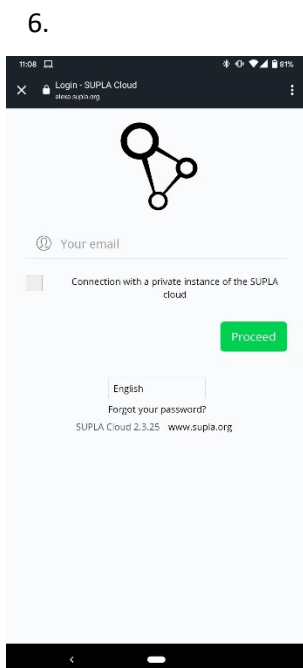 6.
11:08 81%
Login - SUPLA Cloud
alexa.supla.org
Your email
Connection with a private instance of the SUPLA
cloud
Proceed
English
Forgot your password?
SUPLA Cloud 2.3.25 www.supla.org